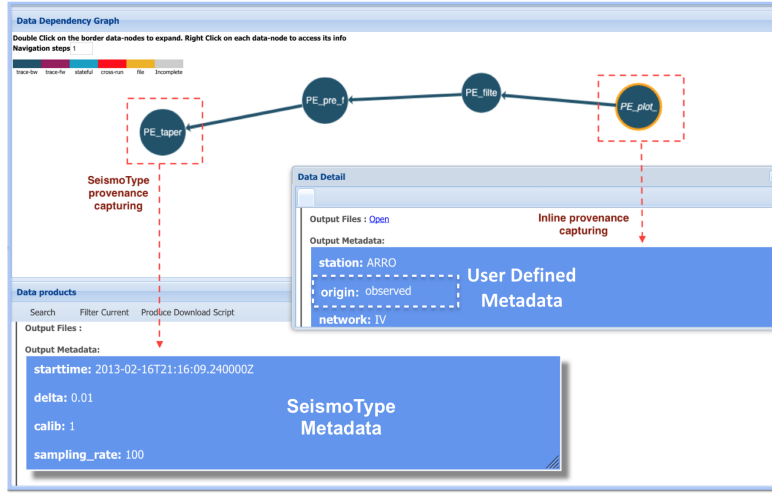 Data Dependency Graph
Double Click on the border data-nodes to expand. Right Click on each data-node to access its info
Navigation steps 1
trace-bw trace-fw stateful cross-run file Incomplete
PE_taper
PE_pre_f
PE_filte
PE_plot_
SeismoType
provenance
capturing
Data Detail
Output Files : Open
Output Metadata:
Inline provenance
capturing
station: ARRO
origin: observed
network: IV
User Defined
Metadata
Data products
Search Filter Current Produce Download Script
Output Files :
Output Metadata:
starttime: 2013-02-16T21:16:09.240000Z
delta: 0.01
calib: 1
sampling_rate: 100
SeismoType
Metadata